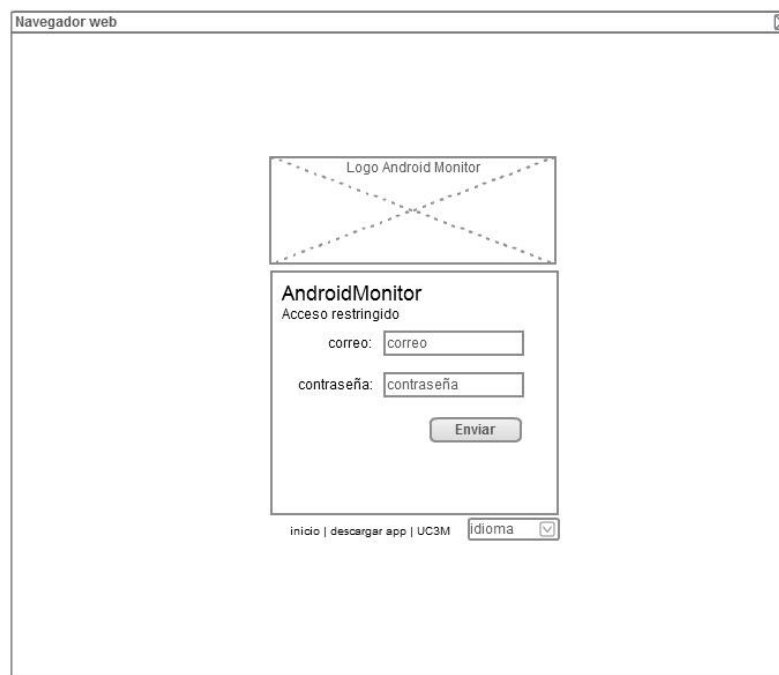 Navegador web
Logo Android Monitor
AndroidMonitor
Acceso restringido
correo: correo
contraseña: contraseña
Enviar
inicio | descargar app | UC3M idioma